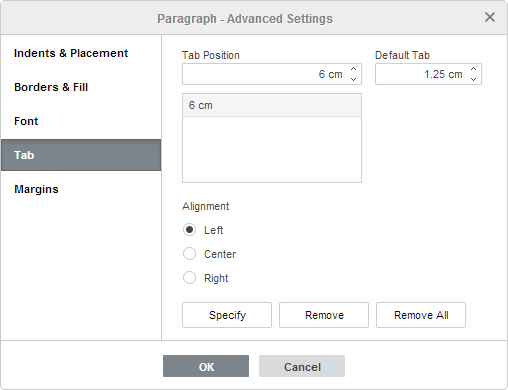 Paragraph - Advanced Settings
Indents & Placement
Borders & Fill
Font
Tab
Margins
Tab Position
Default Tab
6 cm
1.25 cm
6 cm
Alignment
Left
Center
Right
Specify
Remove
Remove All
OK
Cancel